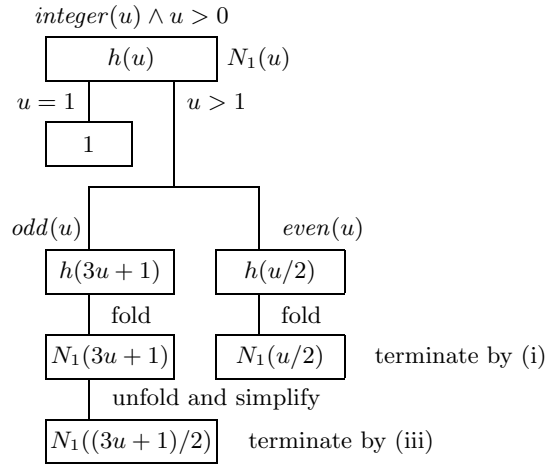 integer(u) ∧ u > 0
h(u) N₁(u)
u = 1 u > 1
1
odd(u) even(u)
h(3u + 1) h(u/2)
fold fold
N₁(3u + 1) N₁(u/2) terminate by (i)
unfold and simplify
N₁((3u + 1)/2) terminate by (iii)